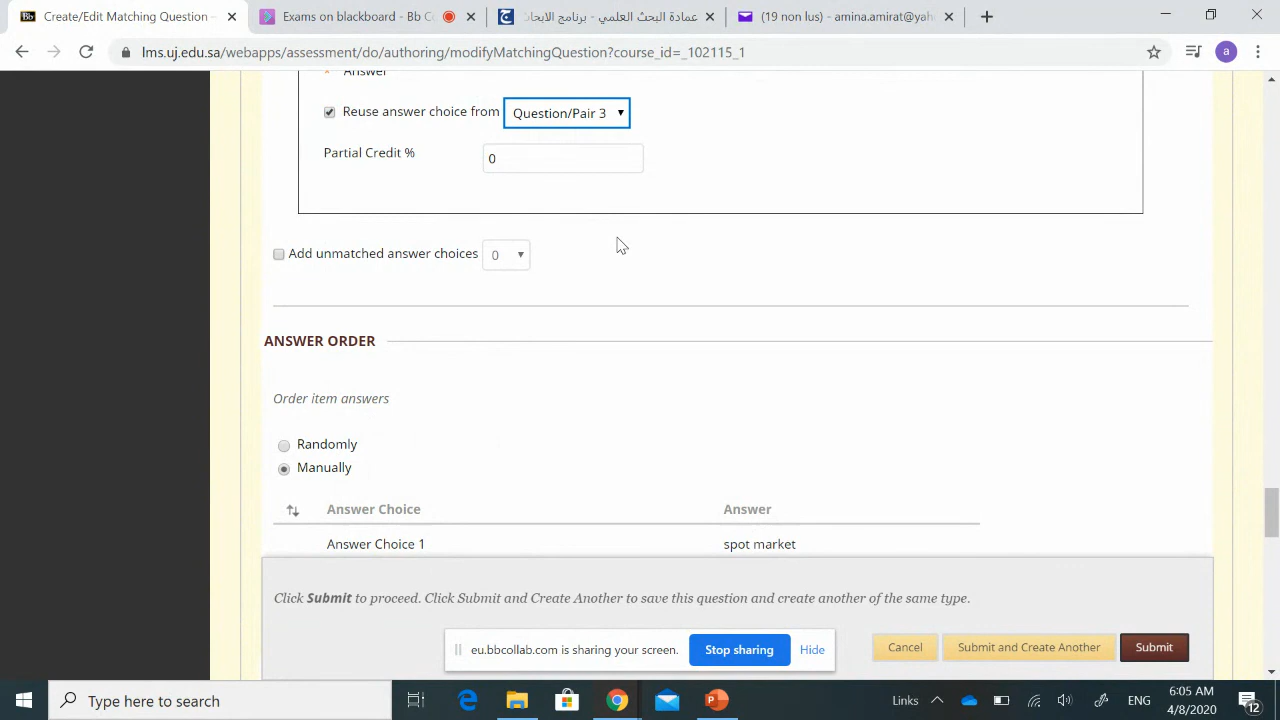 Create/Edit Matching Question –
Exams on blackboard - Bb Co
عمادة البحث العلمي - برنامج الابحاث
(19 non lus) - amina.amirat@yah
lms.uj.edu.sa/webapps/assessment/do/authoring/modifyMatchingQuestion?course_id=_102115_1
a
* Answer
Reuse answer choice from Question/Pair 3
Partial Credit % 0
Add unmatched answer choices 0
ANSWER ORDER
Order item answers
Randomly
Manually
Answer Choice Answer
Answer Choice 1 spot market
Click Submit to proceed. Click Submit and Create Another to save this question and create another of the same type.
eu.bbcollab.com is sharing your screen. Stop sharing Hide
Cancel Submit and Create Another Submit
Type here to search
Links
ENG
6:05 AM
4/8/2020
12